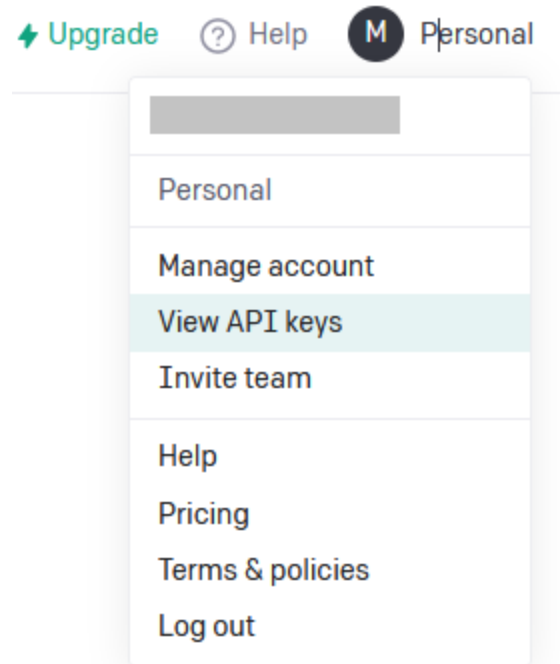 Upgrade Help M Personal
Personal
Manage account
View API keys
Invite team
Help
Pricing
Terms & policies
Log out